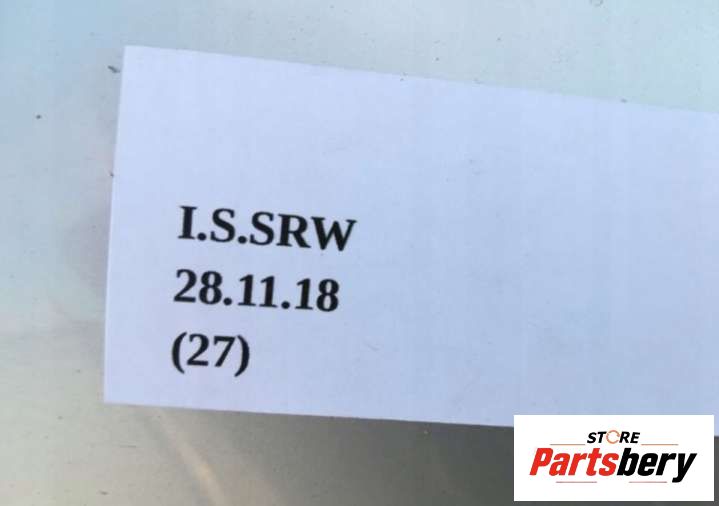 I.S.SRW
28.11.18
(27)
STORE
Partsbery